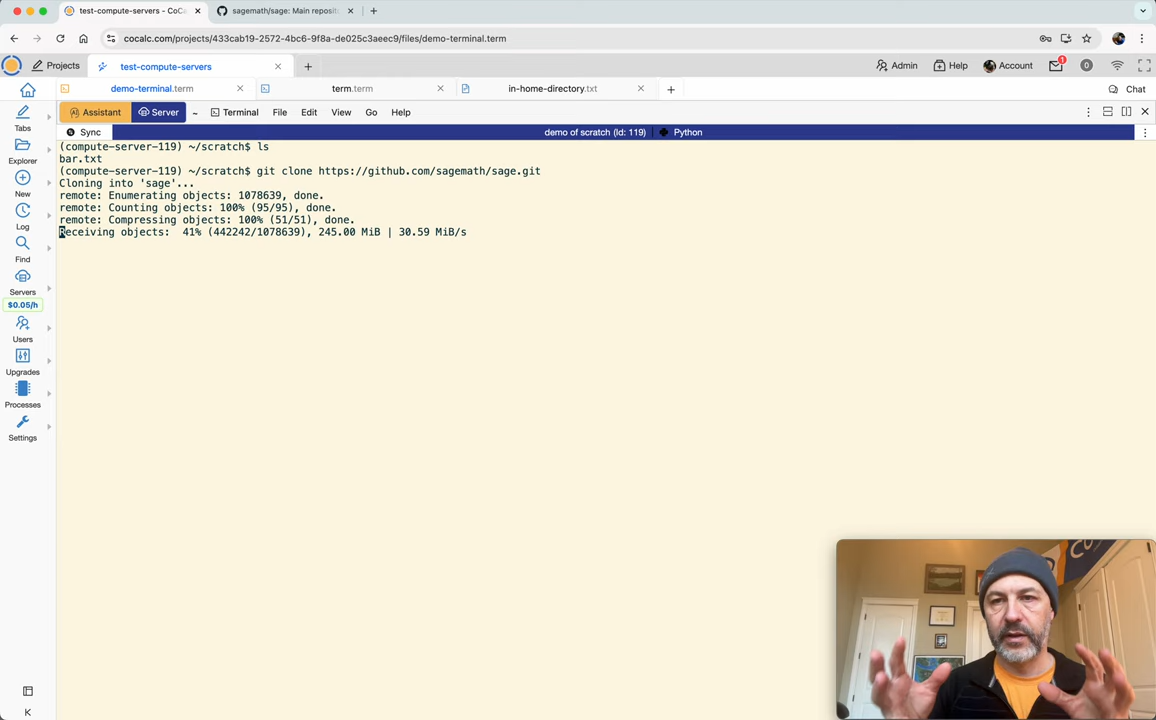 test-compute-servers - CoCa
sagemath/sage: Main reposit
cocalc.com/projects/433cab19-2572-4bc6-9f8a-de025c3aeec9/files/demo-terminal.term
Projects
test-compute-servers
Admin
Help
1
Account
0
demo-terminal.term
term.term
in-home-directory.txt
Chat
Tabs
Explorer
New
Log
Find
Servers
$0.05/h
Users
Upgrades
Processes
Settings
AI Assistant
Server
~
Terminal
File
Edit
View
Go
Help
Sync
demo of scratch (Id: 119)
Python
(compute-server-119) ~/scratch$ ls
bar.txt
(compute-server-119) ~/scratch$ git clone https://github.com/sagemath/sage.git
Cloning into 'sage'...
remote: Enumerating objects: 1078639, done.
remote: Counting objects: 100% (95/95), done.
remote: Compressing objects: 100% (51/51), done.
Receiving objects:  41% (442242/1078639), 245.00 MiB | 30.59 MiB/s